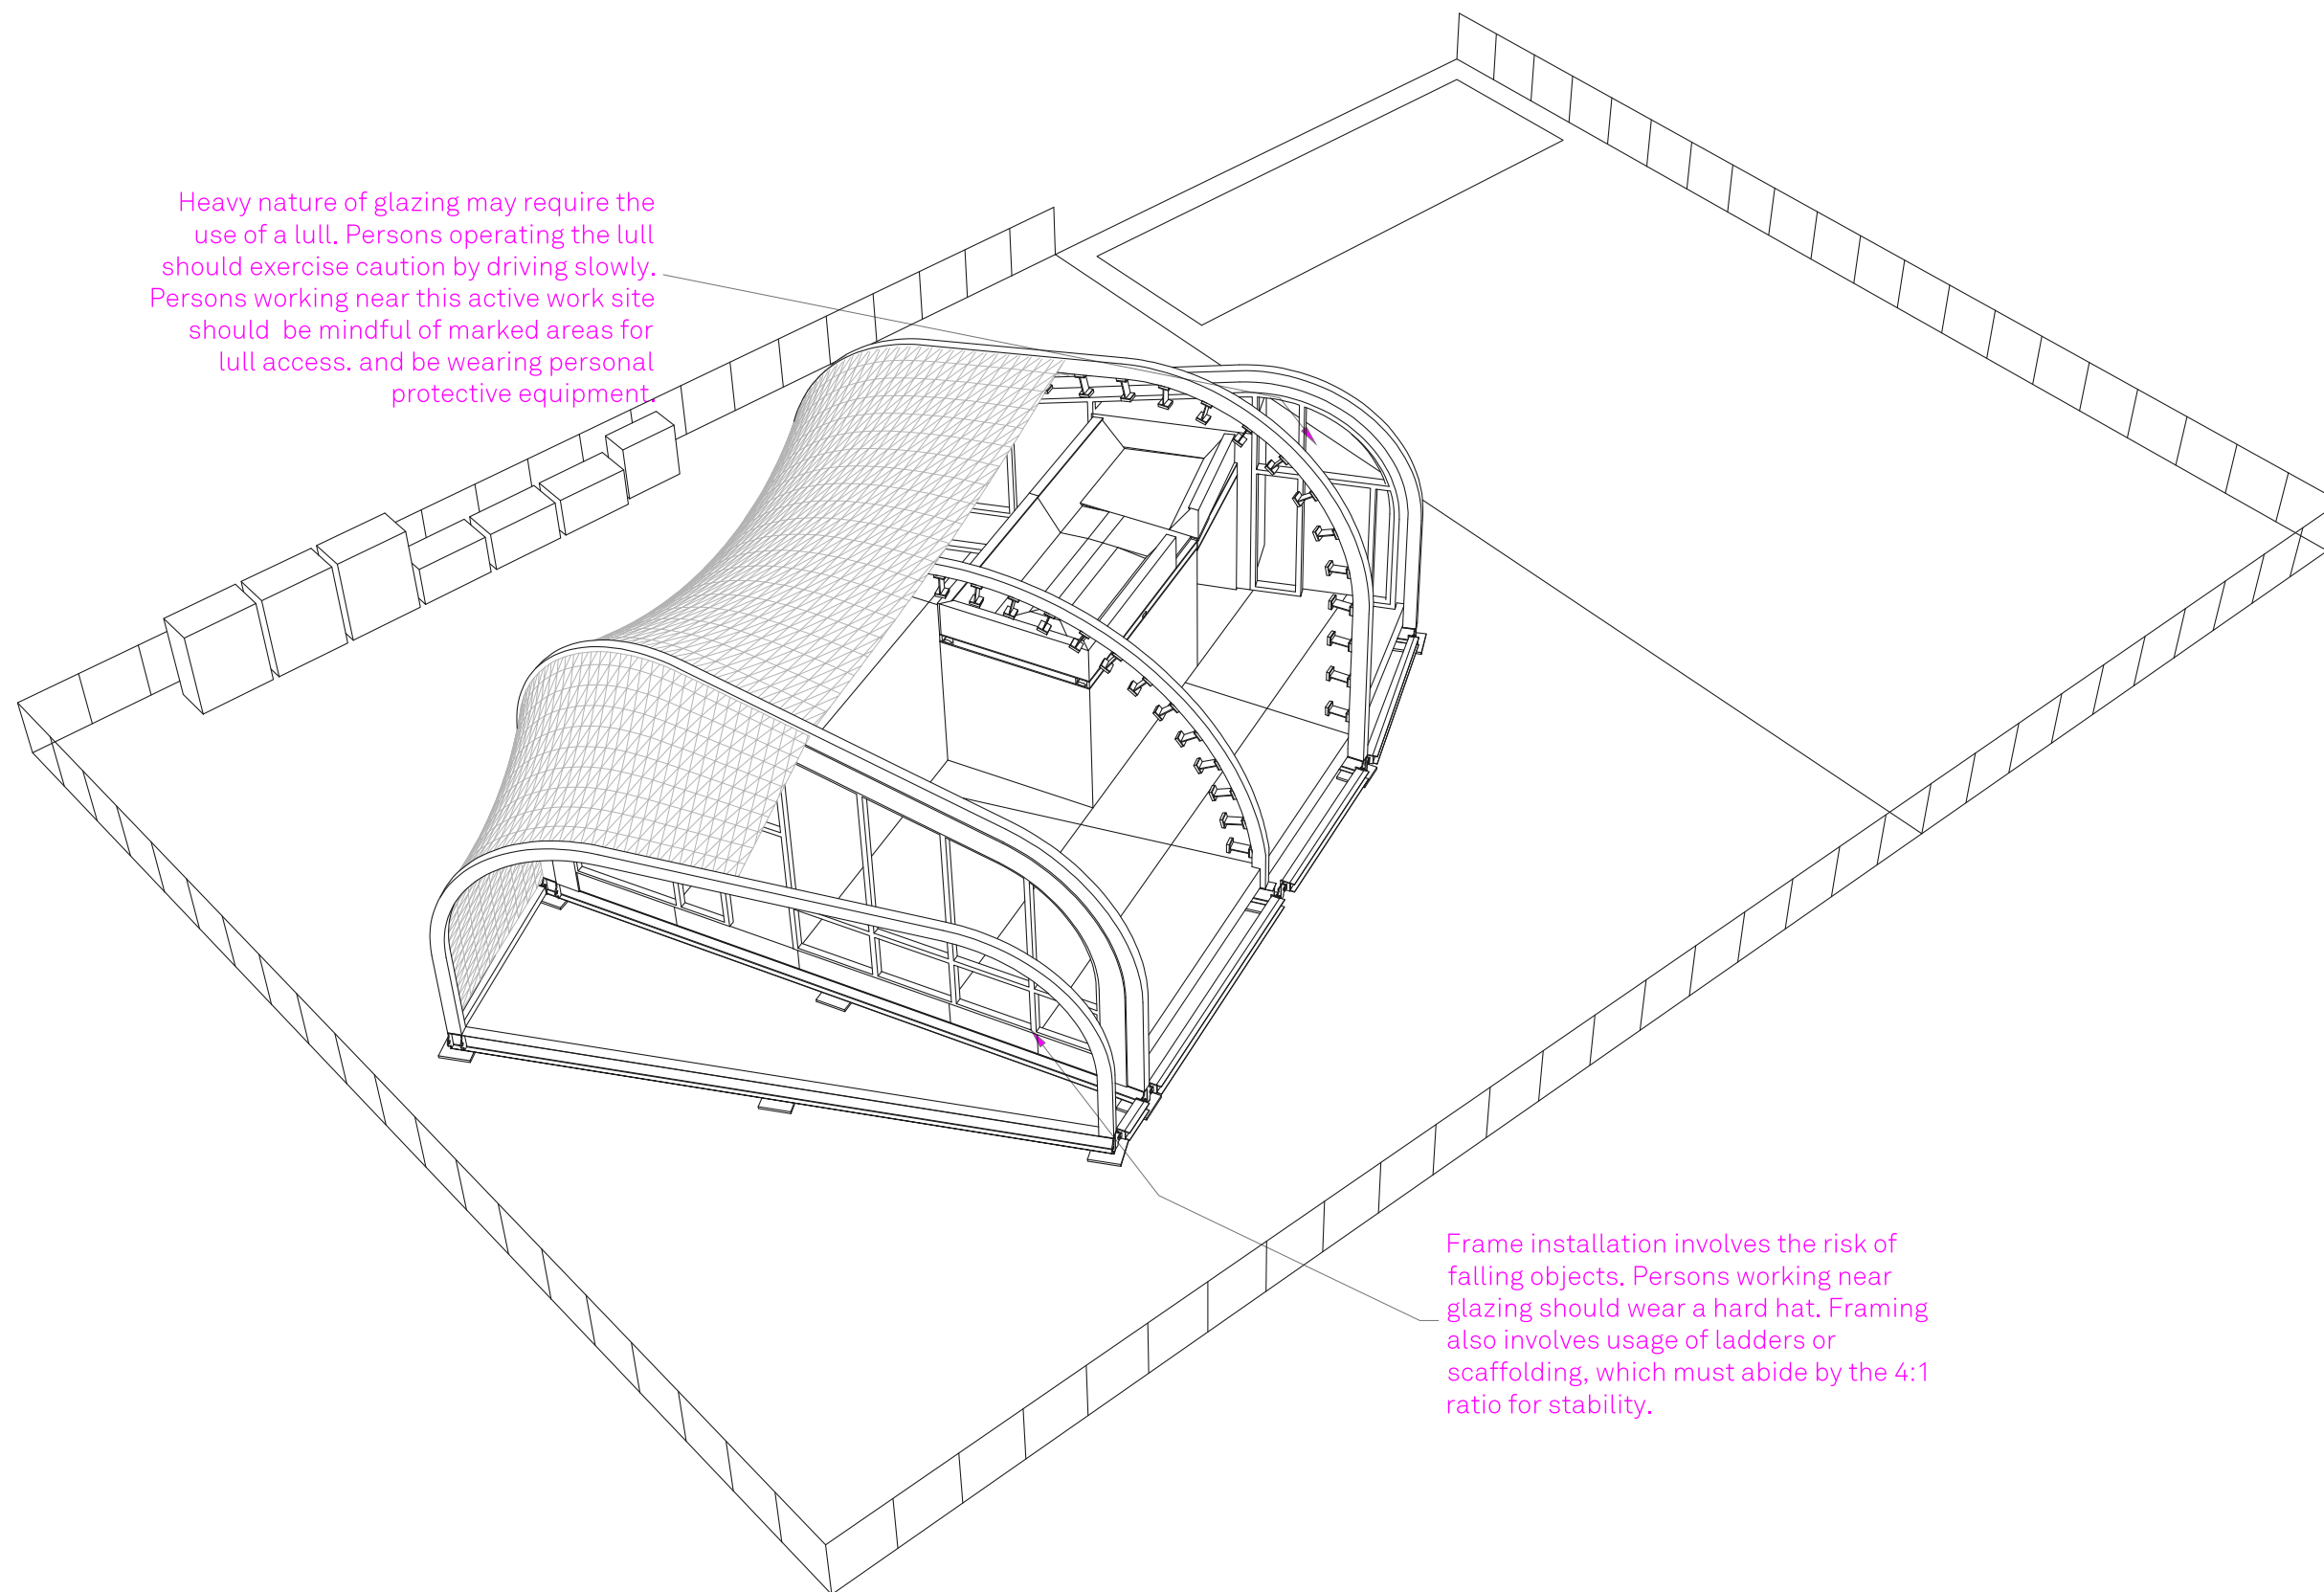 Heavy nature of glazing may require the
use of a lull. Persons operating the lull
should exercise caution by driving slowly.
Persons working near this active work site
should  be mindful of marked areas for
lull access. and be wearing personal
protective equipment.
Frame installation involves the risk of
falling objects. Persons working near
glazing should wear a hard hat. Framing
also involves usage of ladders or
scaffolding, which must abide by the 4:1
ratio for stability.